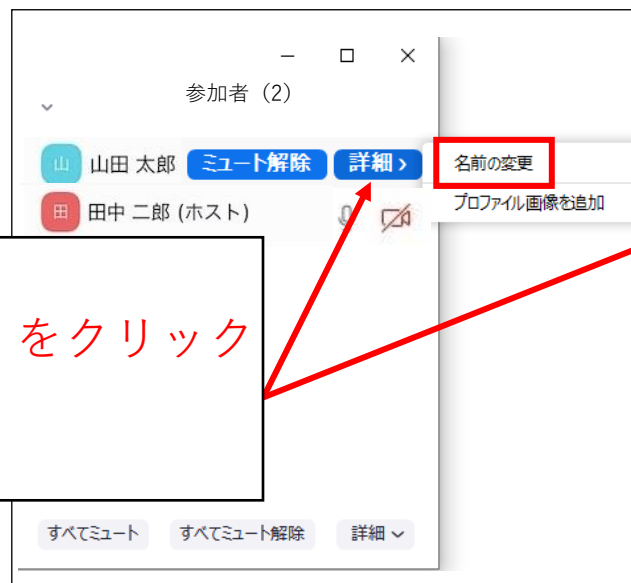 参加者（2）
山 山田 太郎 ミュート解除 詳細 › 名前の変更
プロファイル画像を追加
田 田中 二郎 (ホスト)
をクリック
すべてミュート すべてミュート解除 詳細